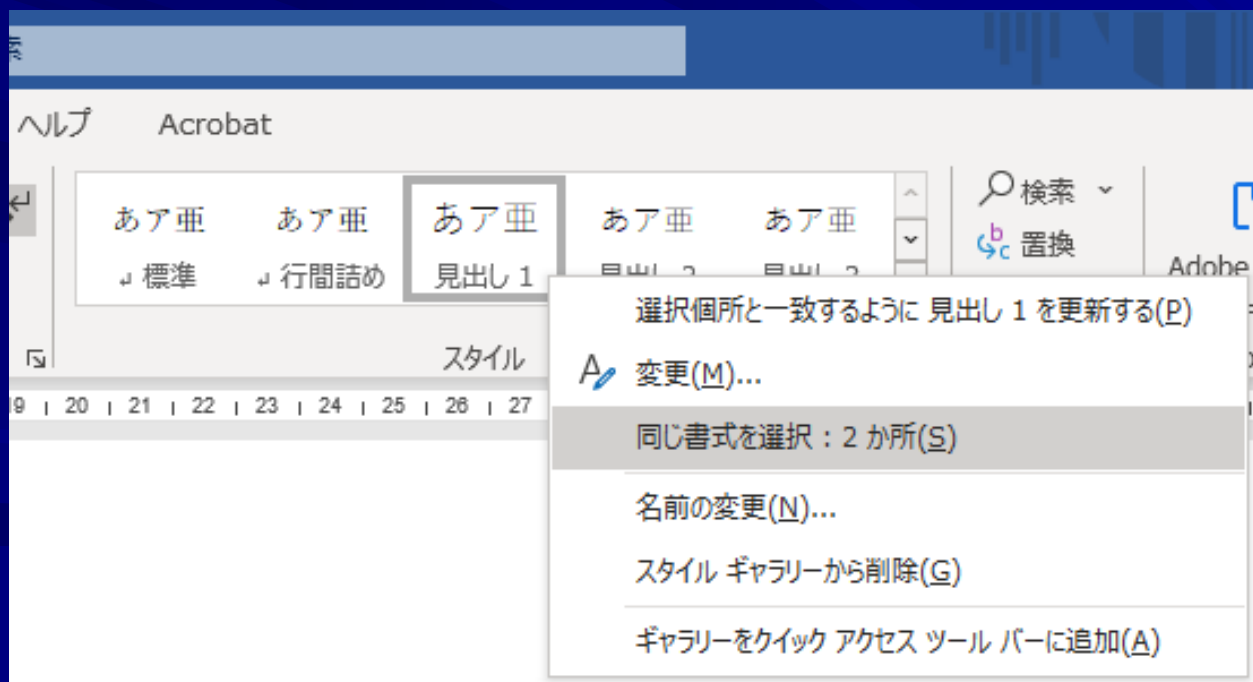 ヘルプ Acrobat
あア亜 あア亜 あア亜 あア亜 あア亜
標準 行間詰め 見出し 1
検索
置換
Adobe
スタイル
20 21 22 23 24 25 26 27
選択個所と一致するように 見出し 1 を更新する(P)
変更(M)...
同じ書式を選択 : 2 か所(S)
名前の変更(N)...
スタイル ギャラリーから削除(G)
ギャラリーをクイック アクセス ツール バーに追加(A)